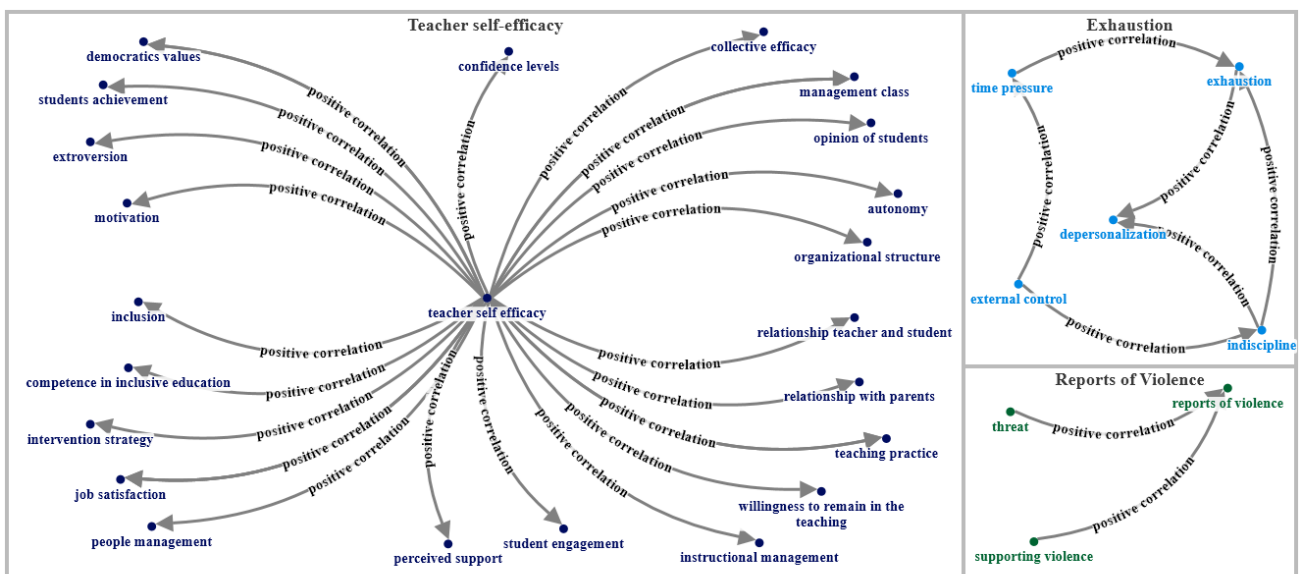 Teacher self-efficacy
democratics values
students achievement
extroversion
motivation
confidence levels
collective efficacy
management class
opinion of students
autonomy
organizational structure
positive correlation
positive correlation
positive correlation
positive correlation
positive correlation
positive correlation
positive correlation
positive correlation
positive correlation
positive correlation
teacher self efficacy
inclusion
competence in inclusive education
intervention strategy
job satisfaction
people management
perceived support
student engagement
instructional management
willingness to remain in the
teaching
teaching practice
relationship with parents
relationship teacher and student
positive correlation
positive correlation
positive correlation
positive correlation
positive correlation
positive correlation
positive correlation
positive correlation
positive correlation
positive correlation
positive correlation
positive correlation
Exhaustion
positive correlation
time pressure
exhaustion
positive correlation
positive correlation
positive correlation
depersonalization
positive correlation
external control
positive correlation
indiscipline
Reports of Violence
reports of violence
threat
positive correlation
positive correlation
supporting violence